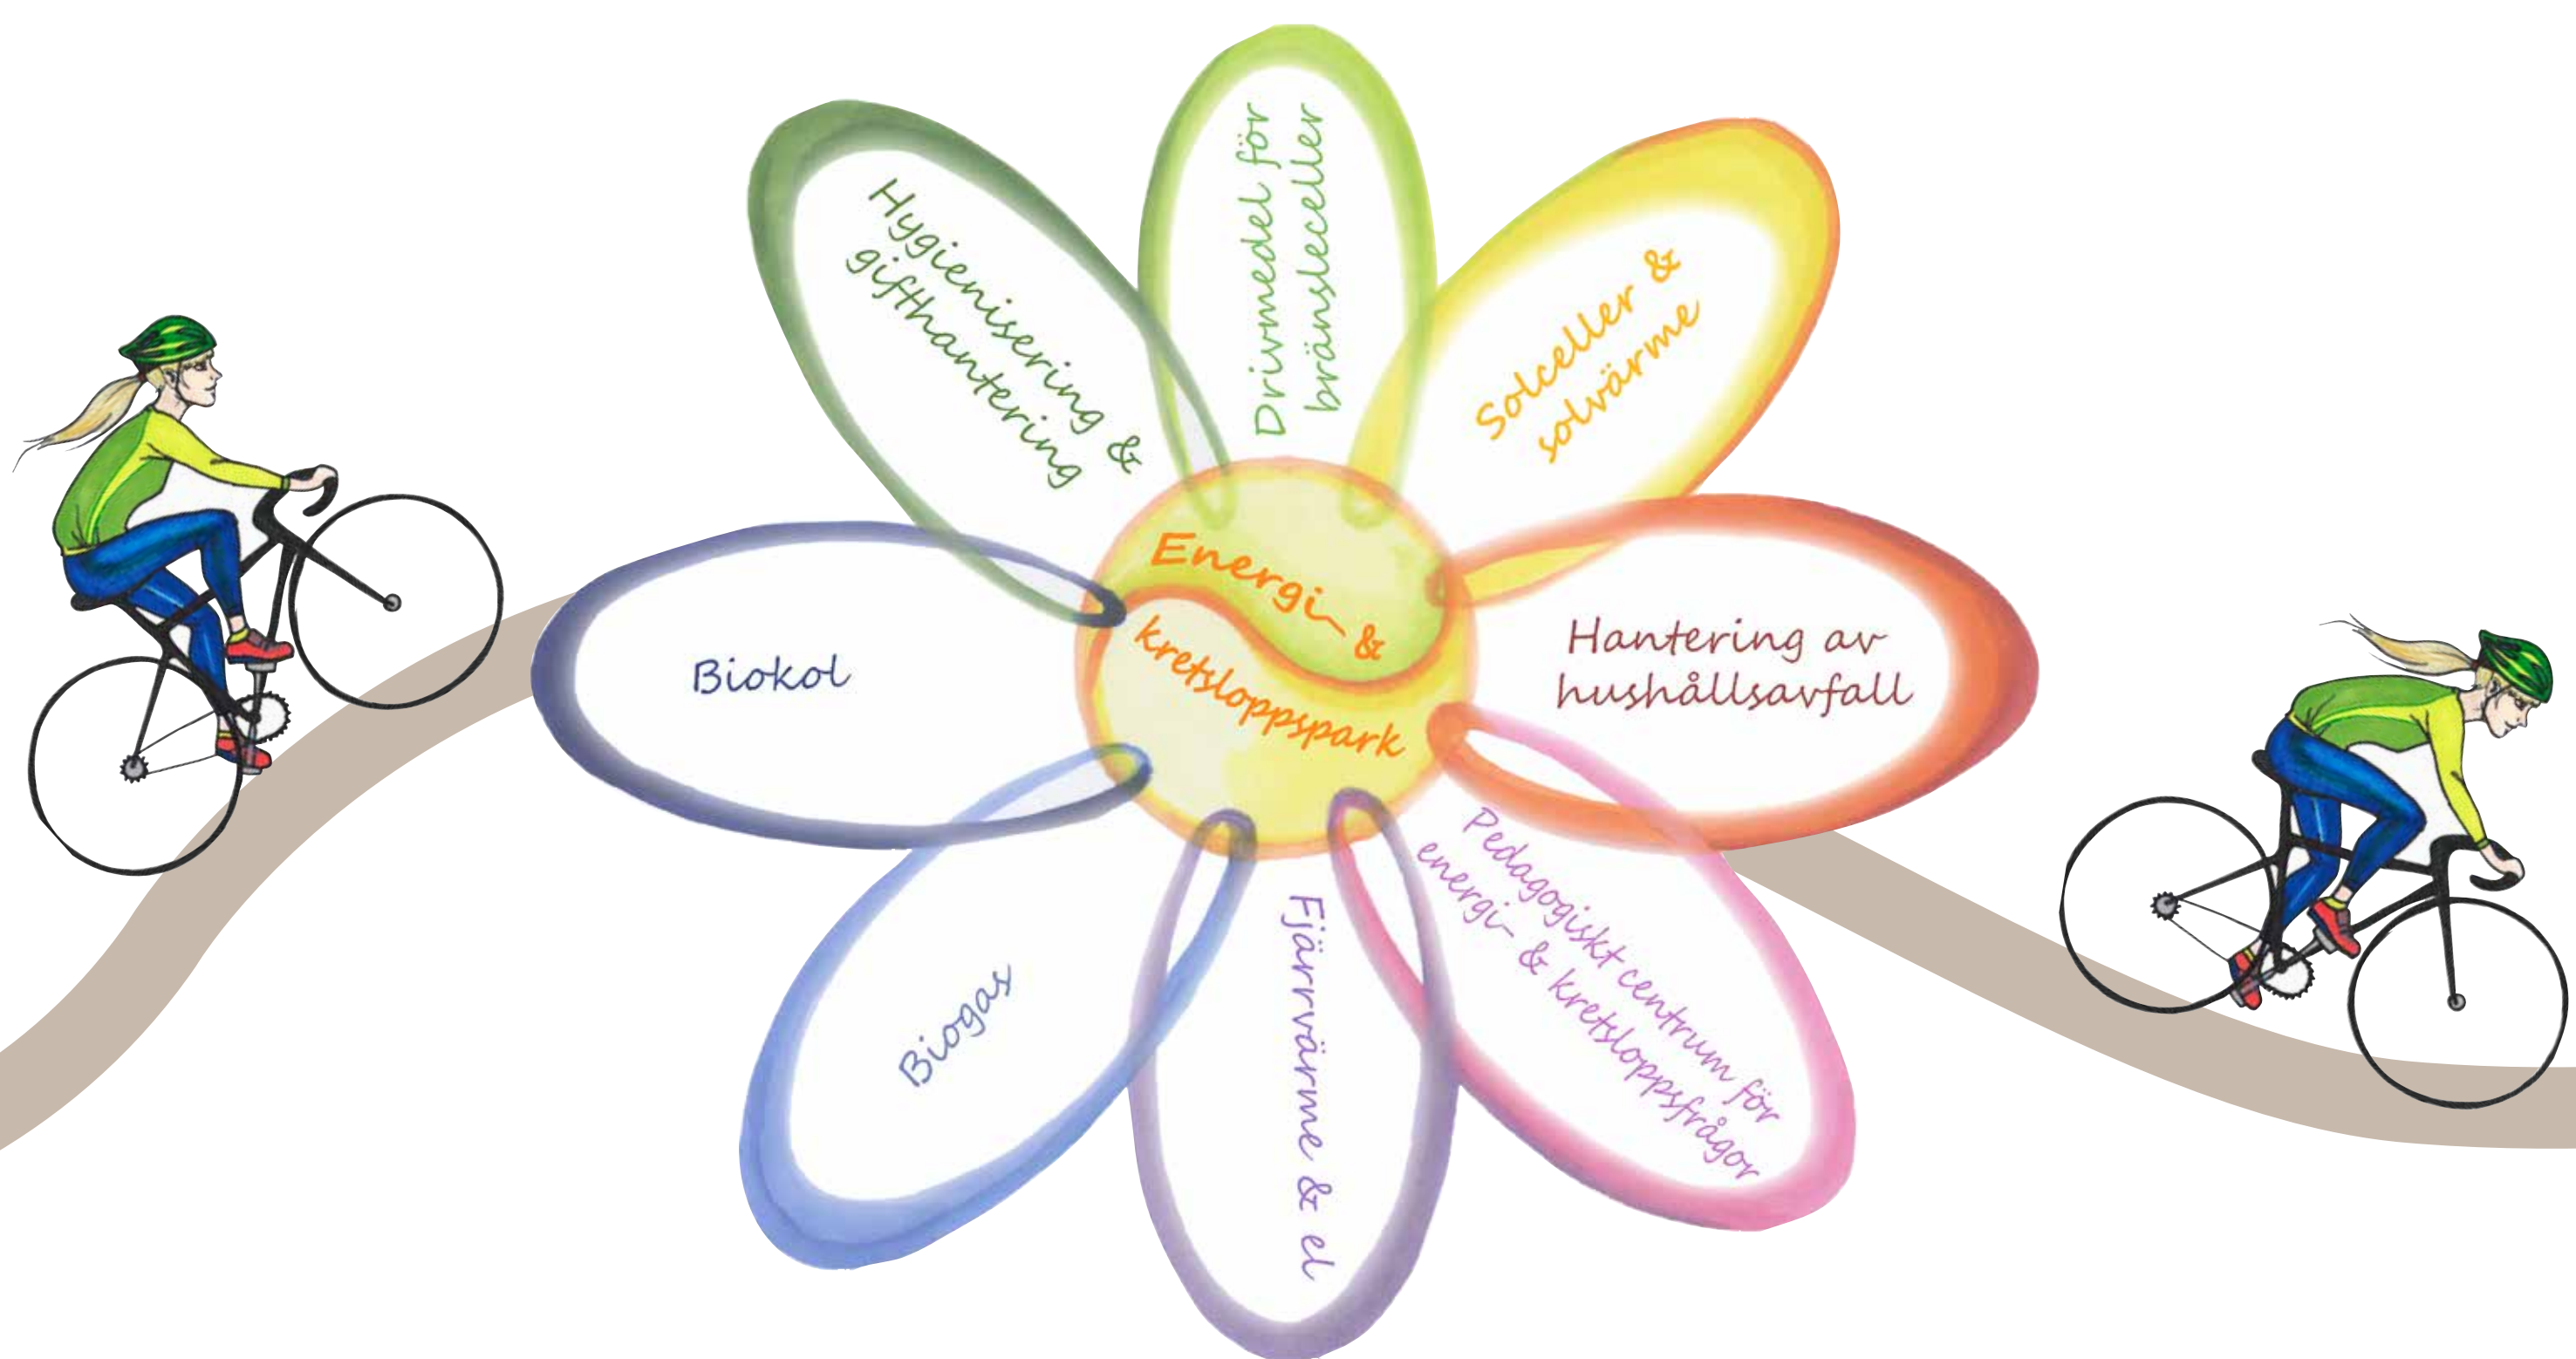 Drivmedel för
bränsleceller
Solceller &
solvärme
Hantering av
hushållsavfall
Pedagogiskt centrum för
energi- & kretsloppsfrågor
Fjärrvärme & el
Biogas
Biokol
Hygienisering &
gifthantering
Energi- &
kretsloppspark